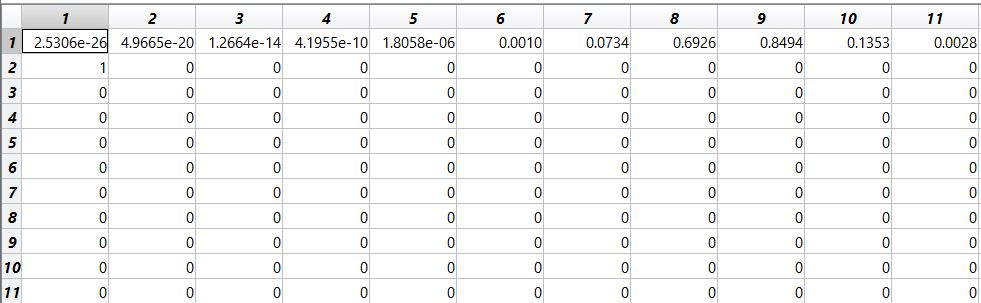 1 2 3 4 5 6 7 8 9 10 11
1 2.5306e-26 4.9665e-20 1.2664e-14 4.1955e-10 1.8058e-06 0.0010 0.0734 0.6926 0.8494 0.1353 0.0028
2 1 0 0 0 0 0 0 0 0 0 0
3 0 0 0 0 0 0 0 0 0 0 0
4 0 0 0 0 0 0 0 0 0 0 0
5 0 0 0 0 0 0 0 0 0 0 0
6 0 0 0 0 0 0 0 0 0 0 0
7 0 0 0 0 0 0 0 0 0 0 0
8 0 0 0 0 0 0 0 0 0 0 0
9 0 0 0 0 0 0 0 0 0 0 0
10 0 0 0 0 0 0 0 0 0 0 0
11 0 0 0 0 0 0 0 0 0 0 0